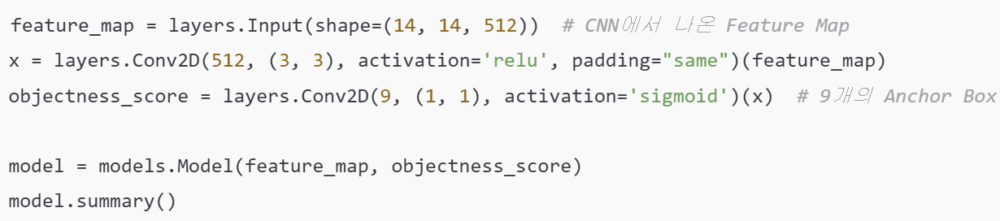 feature_map = layers.Input(shape=(14, 14, 512))  # CNN에서 나온 Feature Map
x = layers.Conv2D(512, (3, 3), activation='relu', padding="same")(feature_map)
objectness_score = layers.Conv2D(9, (1, 1), activation='sigmoid')(x)  # 9개의 Anchor Box
model = models.Model(feature_map, objectness_score)
model.summary()